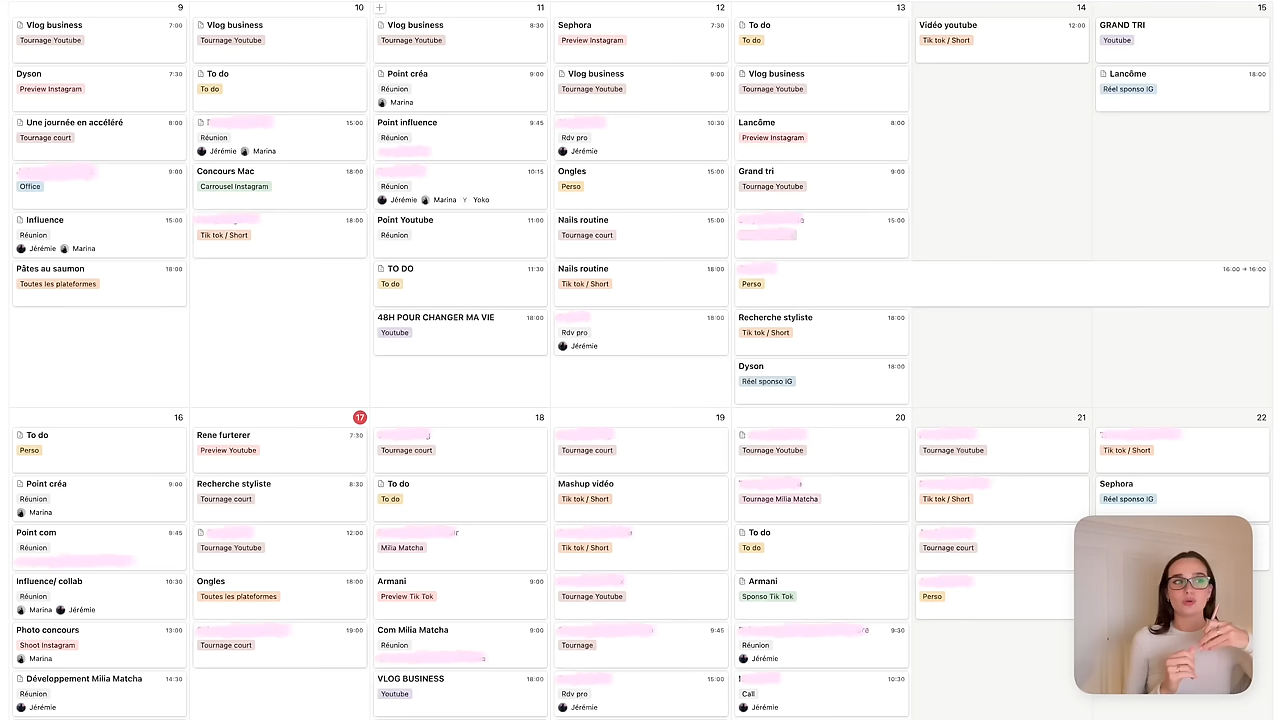 9
Vlog business 7:00
Tournage Youtube
Dyson 7:30
Preview Instagram
Une journée en accéléré 8:00
Tournage court
9:00
Office
Influence 15:00
Réunion
Jérémie Marina
Pâtes au saumon 19:00
Toutes les plateformes
10
Vlog business
Tournage Youtube
To do
To do
15:00
Réunion
Jérémie Marina
Concours Mac 18:00
Carrousel Instagram
18:00
Tik tok / Short
11
Vlog business 8:30
Tournage Youtube
Point créa 9:00
Réunion
Marina
Point influence 9:45
Réunion
10:15
Réunion
Jérémie Marina Y Yoko
Point Youtube 11:00
Réunion
TO DO 11:30
To do
48H POUR CHANGER MA VIE 18:00
Youtube
12
Sephora 7:30
Preview Instagram
Vlog business 9:00
Tournage Youtube
10:30
Rdv pro
Jérémie
Ongles 15:00
Perso
Nails routine 15:00
Tournage court
Nails routine 18:00
Tik tok / Short
18:00
Rdv pro
Jérémie
13
To do
To do
Vlog business
Tournage Youtube
Lancôme 8:00
Preview Instagram
Grand tri 9:00
Tournage Youtube
15:00
16:00 → 16:00
Perso
Recherche styliste 18:00
Tik tok / Short
Dyson 18:00
Réel sponso IG
14
Vidéo youtube 12:00
Tik tok / Short
15
GRAND TRI
Youtube
Lancôme 18:00
Réel sponso IG
16
To do
Perso
Point créa 9:00
Réunion
Marina
Point com 9:45
Réunion
Influence/ collab 10:30
Réunion
Marina Jérémie
Photo concours 13:00
Shoot Instagram
Marina
Développement Milia Matcha 14:30
Réunion
Jérémie
17
Rene furterer 7:30
Preview Youtube
Recherche styliste 8:30
Tournage court
12:00
Tournage Youtube
Ongles 18:00
Toutes les plateformes
19:00
Tournage court
18
Tournage court
To do
To do
Milia Matcha
Armani 9:00
Preview Tik Tok
Com Milia Matcha 9:00
Réunion
VLOG BUSINESS 18:00
Youtube
19
Tournage court
Mashup vidéo
Tik tok / Short
Tik tok / Short
Tournage Youtube
9:45
Tournage
15:00
Rdv pro
Jérémie
20
Tournage Youtube
Tournage Milia Matcha
To do
To do
Armani
Sponso Tik Tok
9:30
Réunion
Jérémie
10:30
Call
Jérémie
21
Tournage Youtube
Tik tok / Short
Tournage court
Perso
22
Tik tok / Short
Sephora
Réel sponso IG